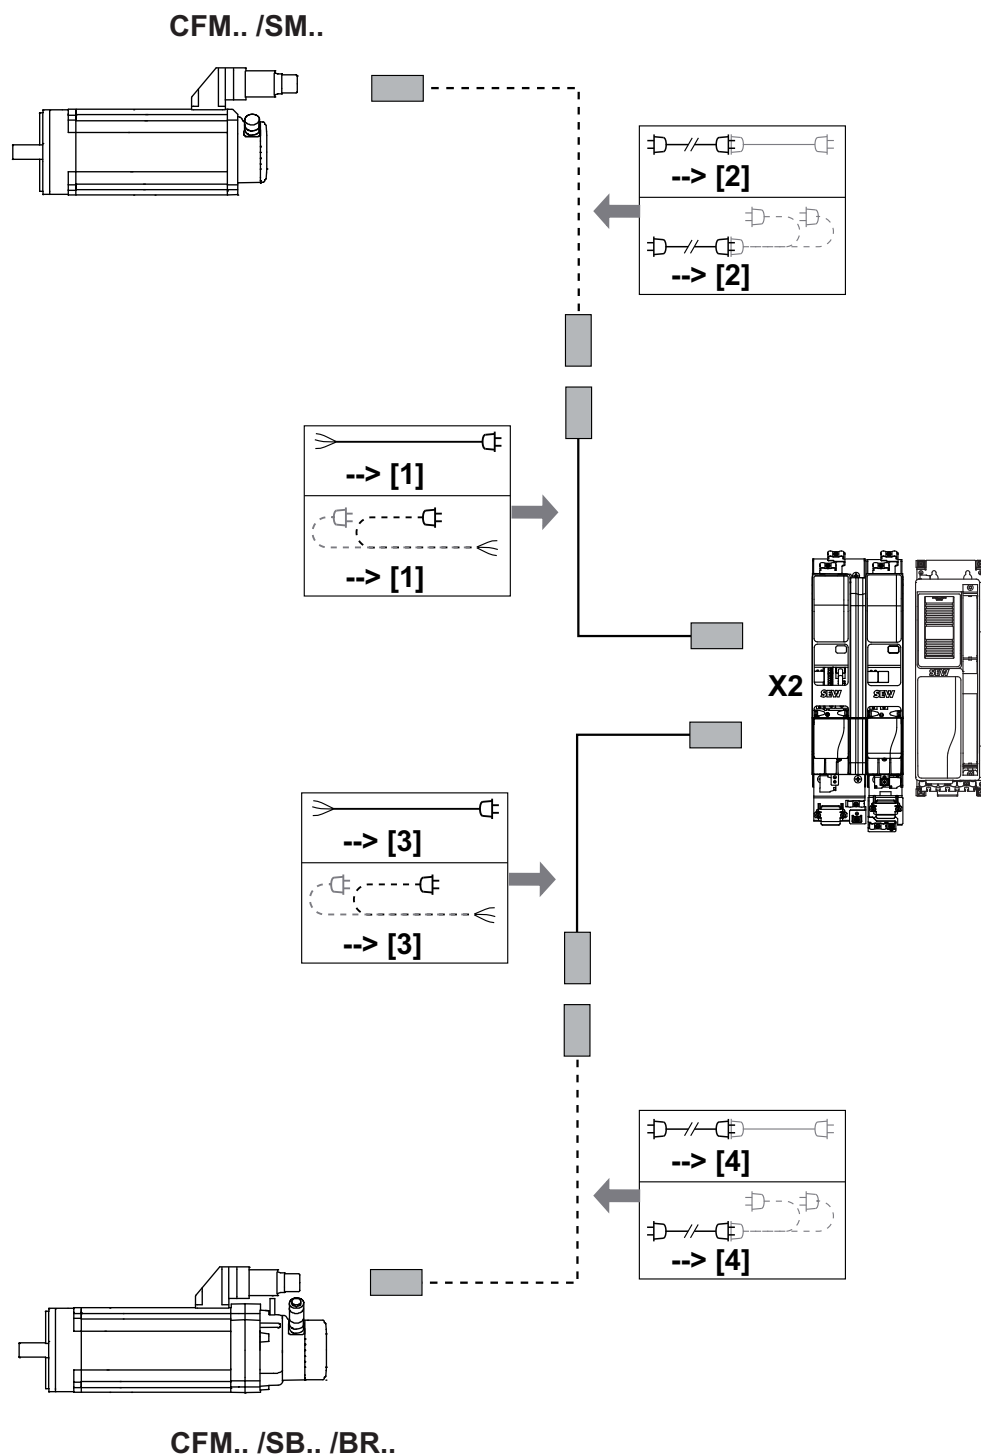 CFM.. /SM..
--> [2]
--> [2]
--> [1]
--> [1]
X2
SEW
SEW
SEW
--> [3]
--> [3]
--> [4]
--> [4]
CFM.. /SB.. /BR..